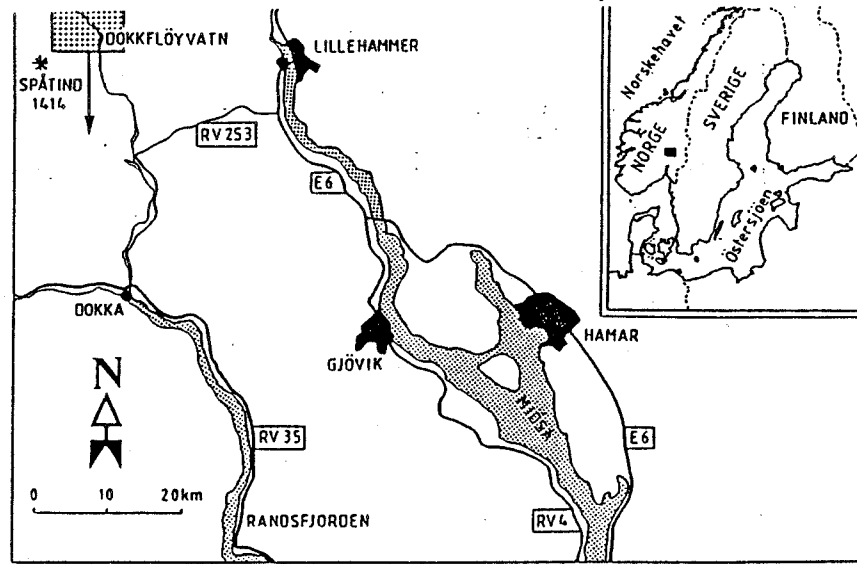 DOKKFLÖYVATN
LILLEHAMMER
*
SPÅTIND
1414
RV 253
E6
DOKKA
GJÖVIK
HAMAR
MJØSA
N
RV 35
E6
0 10 20km
RANDSFJORDEN
RV 4
Norskehavet
SVERIGE
FINLAND
NORGE
Östersjöen